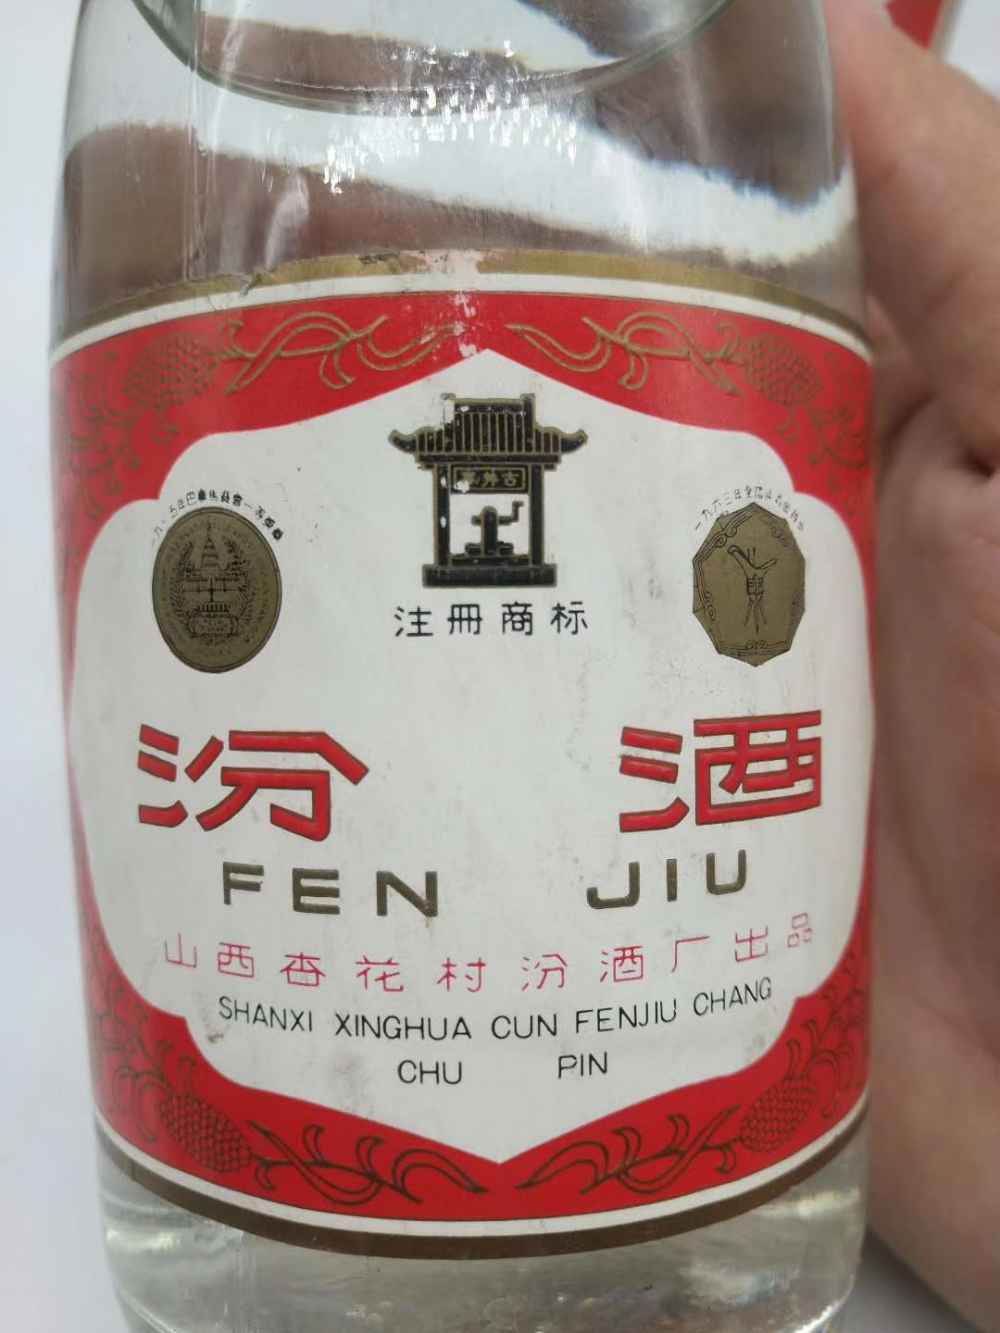 注冊商标
汾酒
FEN JIU
山西杏花村汾酒厂出品
SHANXI XINGHUA CUN FENJIU CHANG
CHU PIN